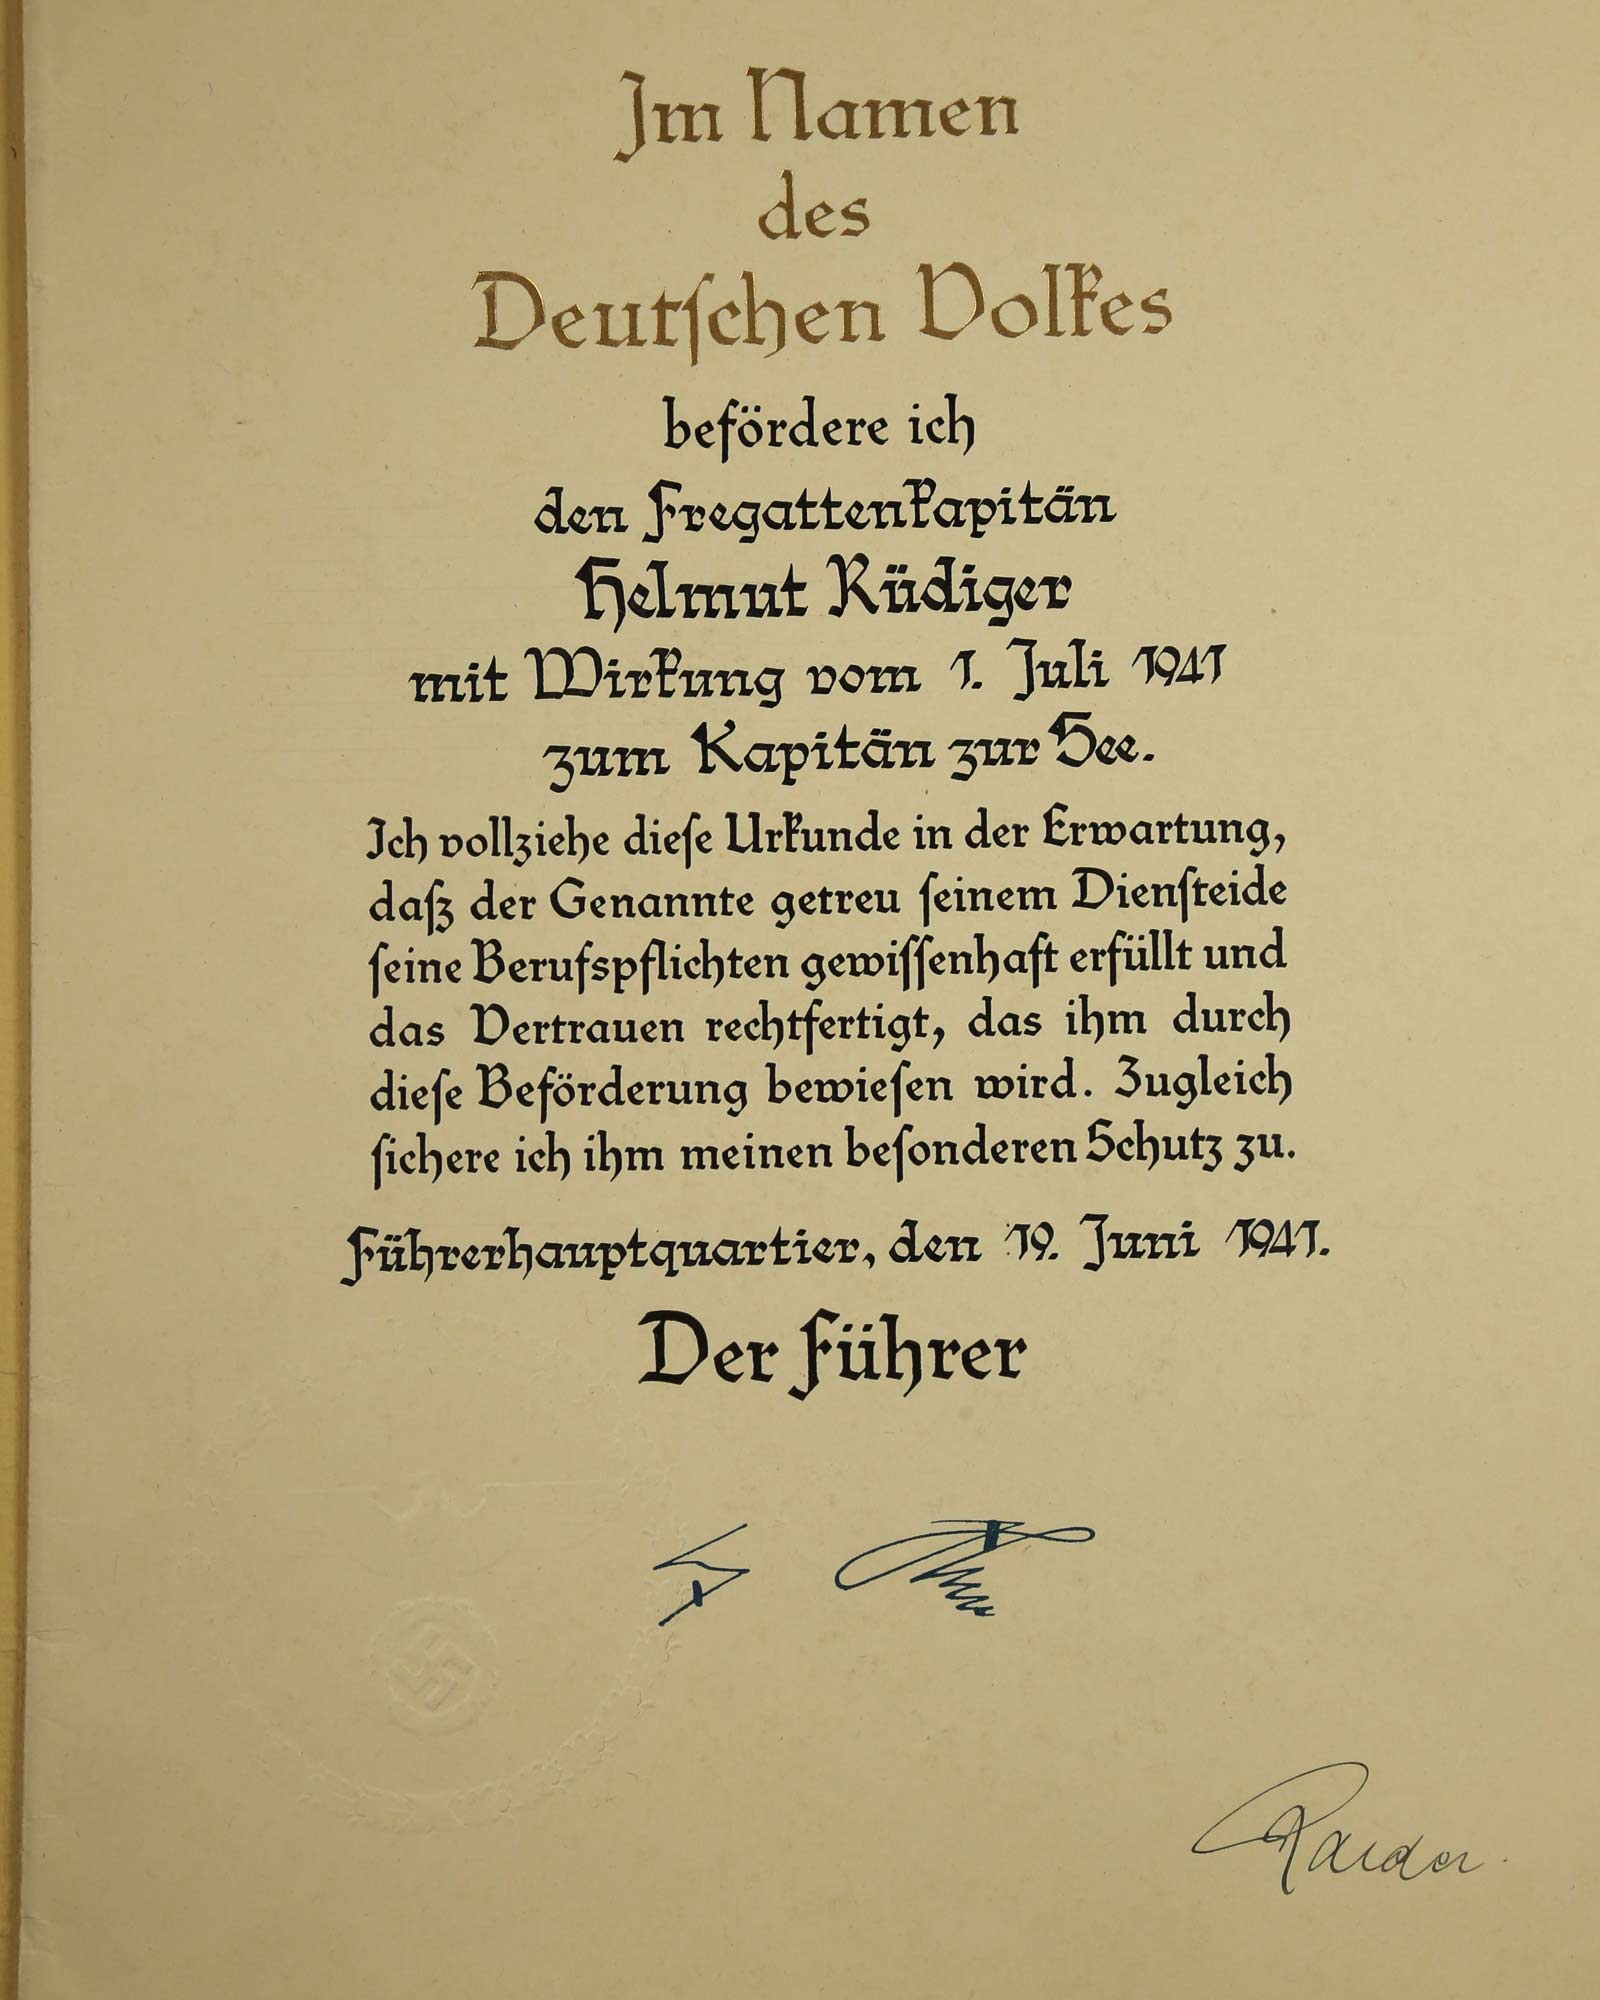 Im Namen
des
Deutschen Volkes
befördere ich
den Fregattenkapitän
Helmut Rüdiger
mit Wirkung vom 1. Juli 1941
zum Kapitän zur See.
Ich vollziehe diese Urkunde in der Erwartung,
daß der Genannte getreu seinem Diensteide
seine Berufspflichten gewissenhaft erfüllt und
das Vertrauen rechtfertigt, das ihm durch
diese Beförderung bewiesen wird. Zugleich
sichere ich ihm meinen besonderen Schutz zu.
Führerhauptquartier, den 19. Juni 1941.
Der Führer
Raeder.